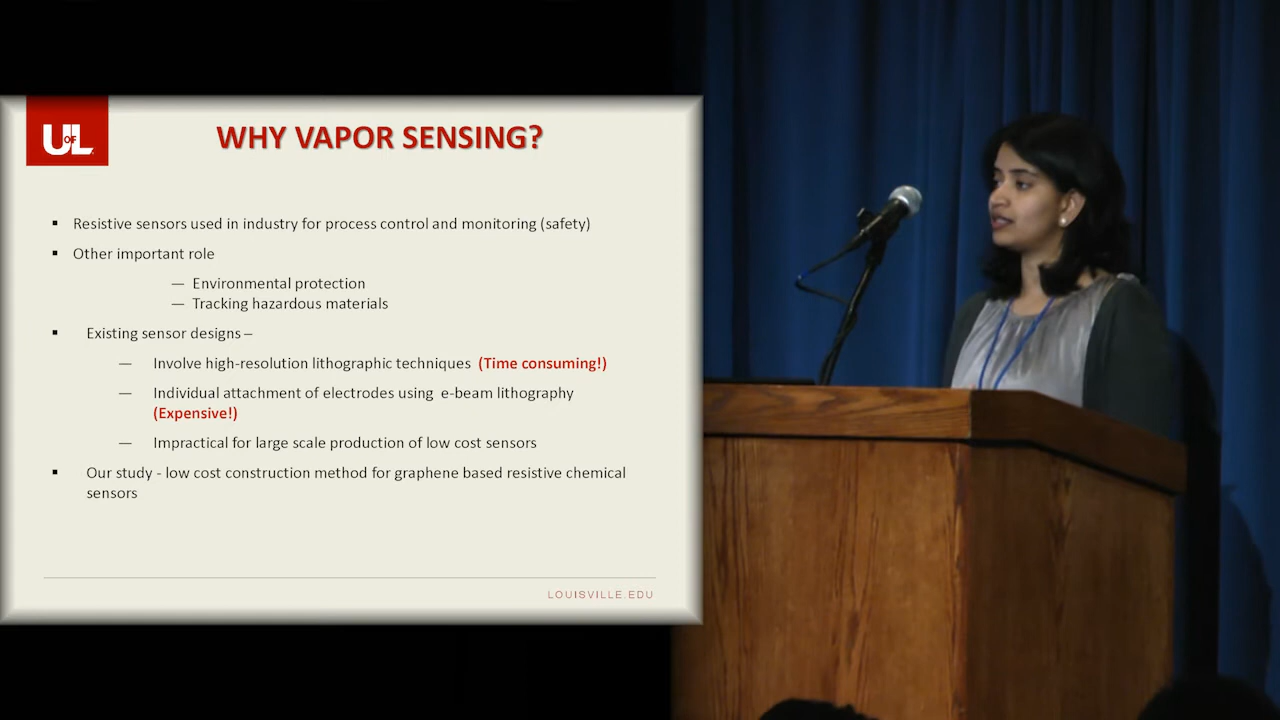 UofL
WHY VAPOR SENSING?
▪ Resistive sensors used in industry for process control and monitoring (safety)
▪ Other important role
— Environmental protection
— Tracking hazardous materials
▪ Existing sensor designs –
— Involve high-resolution lithographic techniques (Time consuming!)
— Individual attachment of electrodes using e-beam lithography
(Expensive!)
— Impractical for large scale production of low cost sensors
▪ Our study - low cost construction method for graphene based resistive chemical
sensors
LOUISVILLE.EDU